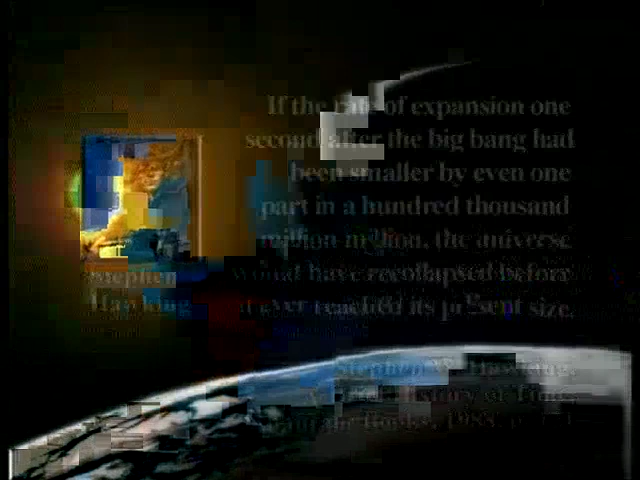 If the rate of expansion one
second after the big bang had
been smaller by even one
part in a hundred thousand
million million, the universe
would have recollapsed before
it ever reached its present size.
Stephen
Hawking
Stephen W. Hawking,
History of Time,
Books, 1988,